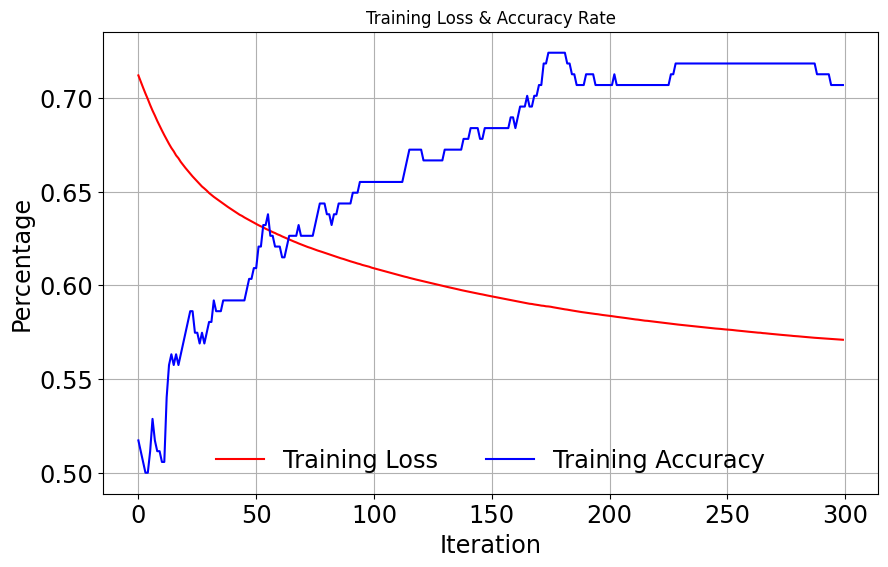 Training Loss & Accuracy Rate
Percentage
0.70
0.65
0.60
0.55
0.50
Training Loss Training Accuracy
0 50 100 150 200 250 300
Iteration